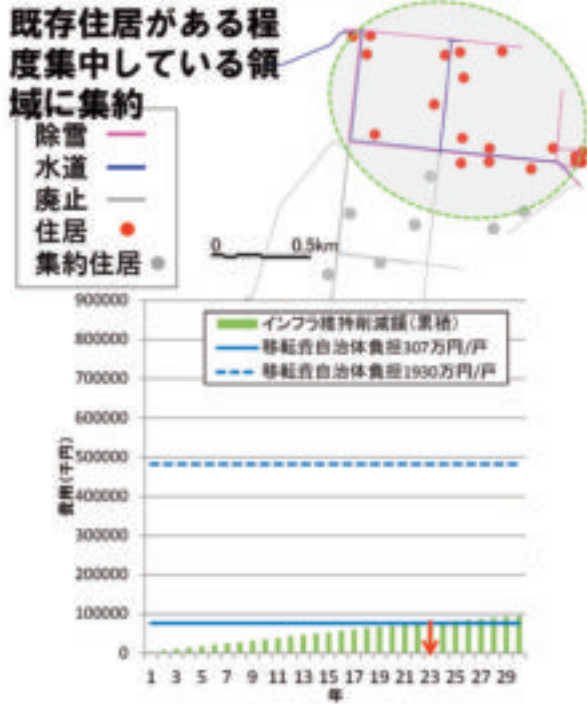 既存住居がある程
度集中している領
域に集約
除雪
水道
廃止
住居
集約住居
0 0.5km
900000
800000
700000
600000
500000
400000
300000
200000
100000
0
費用(千円)
インフラ維持削減額(累積)
移転者自治体負担307万円/戸
移転者自治体負担1930万円/戸
1 3 5 7 9 11 13 15 17 19 21 23 25 27 29
年